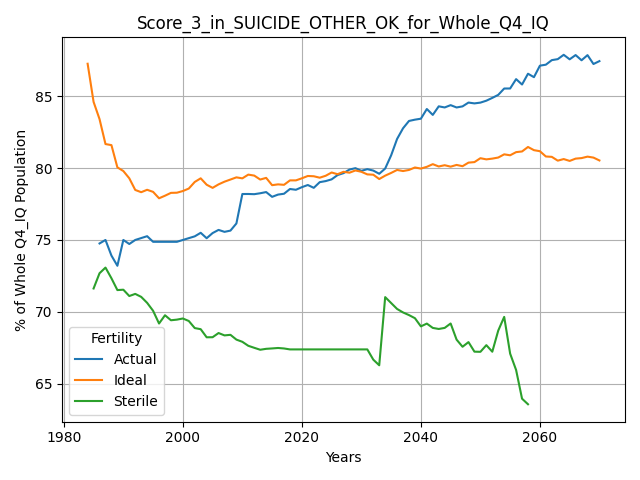 Score_3_in_SUICIDE_OTHER_OK_for_Whole_Q4_IQ
% of Whole Q4_IQ Population
85
80
75
70
65
Fertility
Actual
Ideal
Sterile
1980 2000 2020 2040 2060
Years